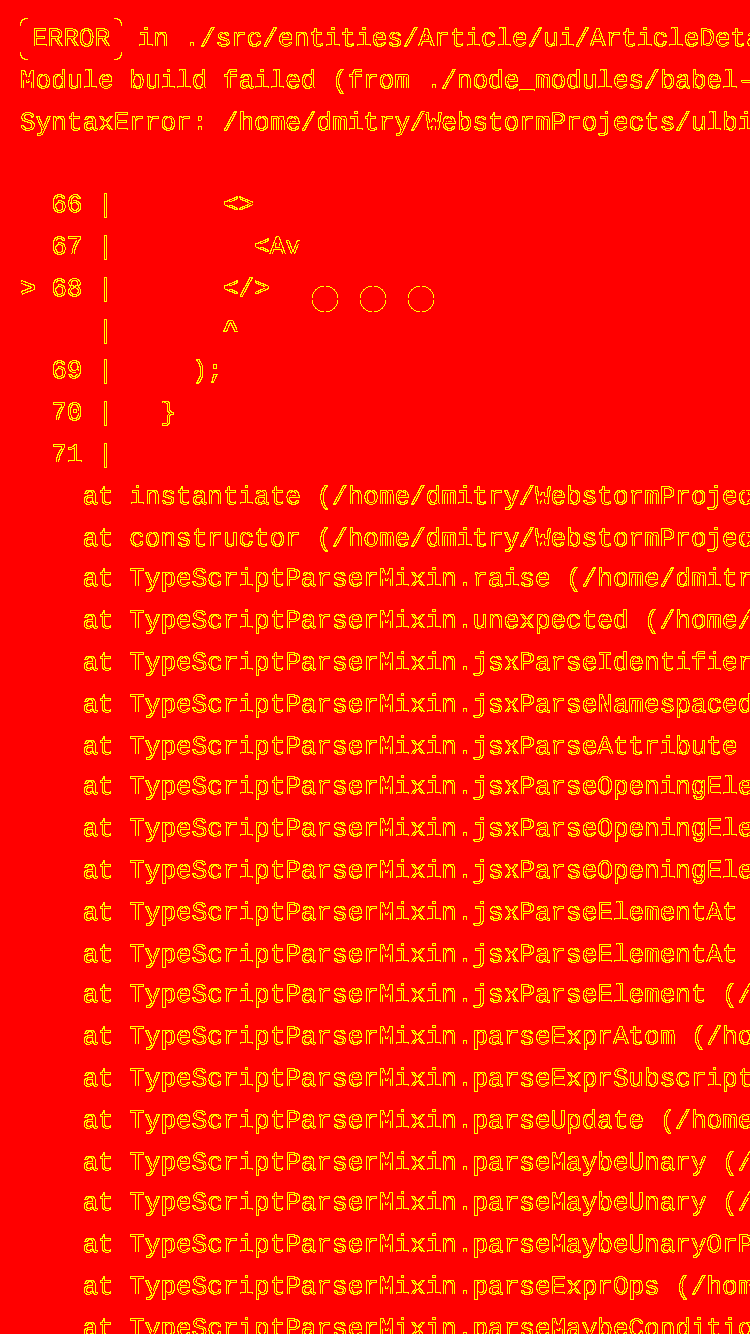 ERROR in ./src/entities/Article/ui/ArticleDeta
Module build failed (from ./node_modules/babel-
SyntaxError: /home/dmitry/WebstormProjects/ulbi
66 |       <>
67 |         <Av
> 68 |       </>
|       ^
69 |     );
70 |   }
71 |
at instantiate (/home/dmitry/WebstormProjec
at constructor (/home/dmitry/WebstormProjec
at TypeScriptParserMixin.raise (/home/dmitr
at TypeScriptParserMixin.unexpected (/home/
at TypeScriptParserMixin.jsxParseIdentifier
at TypeScriptParserMixin.jsxParseNamespaced
at TypeScriptParserMixin.jsxParseAttribute
at TypeScriptParserMixin.jsxParseOpeningEle
at TypeScriptParserMixin.jsxParseOpeningEle
at TypeScriptParserMixin.jsxParseOpeningEle
at TypeScriptParserMixin.jsxParseElementAt
at TypeScriptParserMixin.jsxParseElementAt
at TypeScriptParserMixin.jsxParseElement (/
at TypeScriptParserMixin.parseExprAtom (/ho
at TypeScriptParserMixin.parseExprSubscript
at TypeScriptParserMixin.parseUpdate (/home
at TypeScriptParserMixin.parseMaybeUnary (/
at TypeScriptParserMixin.parseMaybeUnary (/
at TypeScriptParserMixin.parseMaybeUnaryOrP
at TypeScriptParserMixin.parseExprOps (/hom
at TypeScriptParserMixin.parseMaybeConditio